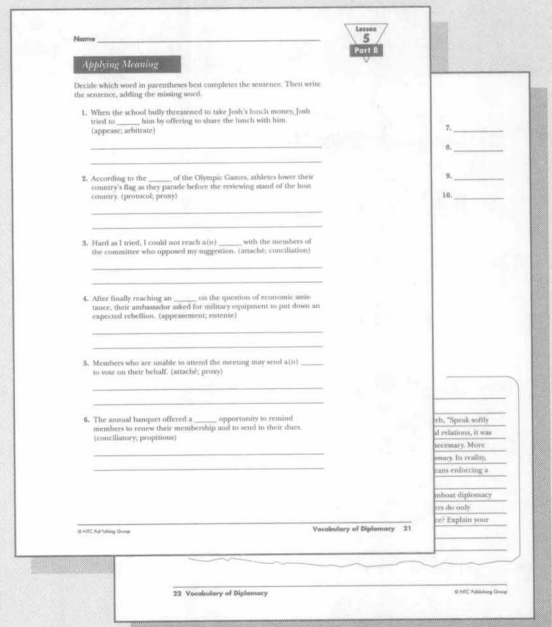 Name
Lesson
5
Part B
Applying Meaning
Decide which word in parentheses best completes the sentence. Then write
the sentence, adding the missing word.
1. When the school bully threatened to take Josh's lunch money, Josh
tried to ______ him by offering to share the lunch with him.
(appease; arbitrate)
2. According to the ______ of the Olympic Games, athletes lower their
country's flag as they parade before the reviewing stand of the host
country. (protocol; proxy)
3. Hard as I tried, I could not reach a(n) ______ with the members of
the committee who opposed my suggestion. (attaché; conciliation)
4. After finally reaching an ______ on the question of economic assis-
tance, their ambassador asked for military equipment to put down an
expected rebellion. (appeasement; entente)
5. Members who are unable to attend the meeting may send a(n) ______
to vote on their behalf. (attaché; proxy)
6. The annual banquet offered a ______ opportunity to remind
members to renew their membership and to send in their dues.
(conciliatory; propitious)
© NTC Publishing Group
Vocabulary of Diplomacy 21
7.
8.
9.
10.
erb, "Speak softly
al relations, it was
necessary. More
In reality,
eans enforcing a
nboat diplomacy
ers do only
ce? Explain your
22 Vocabulary of Diplomacy
© NTC Publishing Group